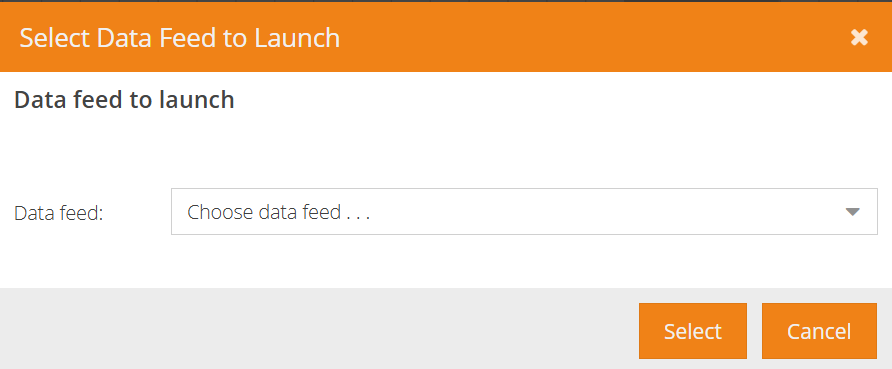 Select Data Feed to Launch
Data feed to launch
Data feed: Choose data feed . . .
Select Cancel